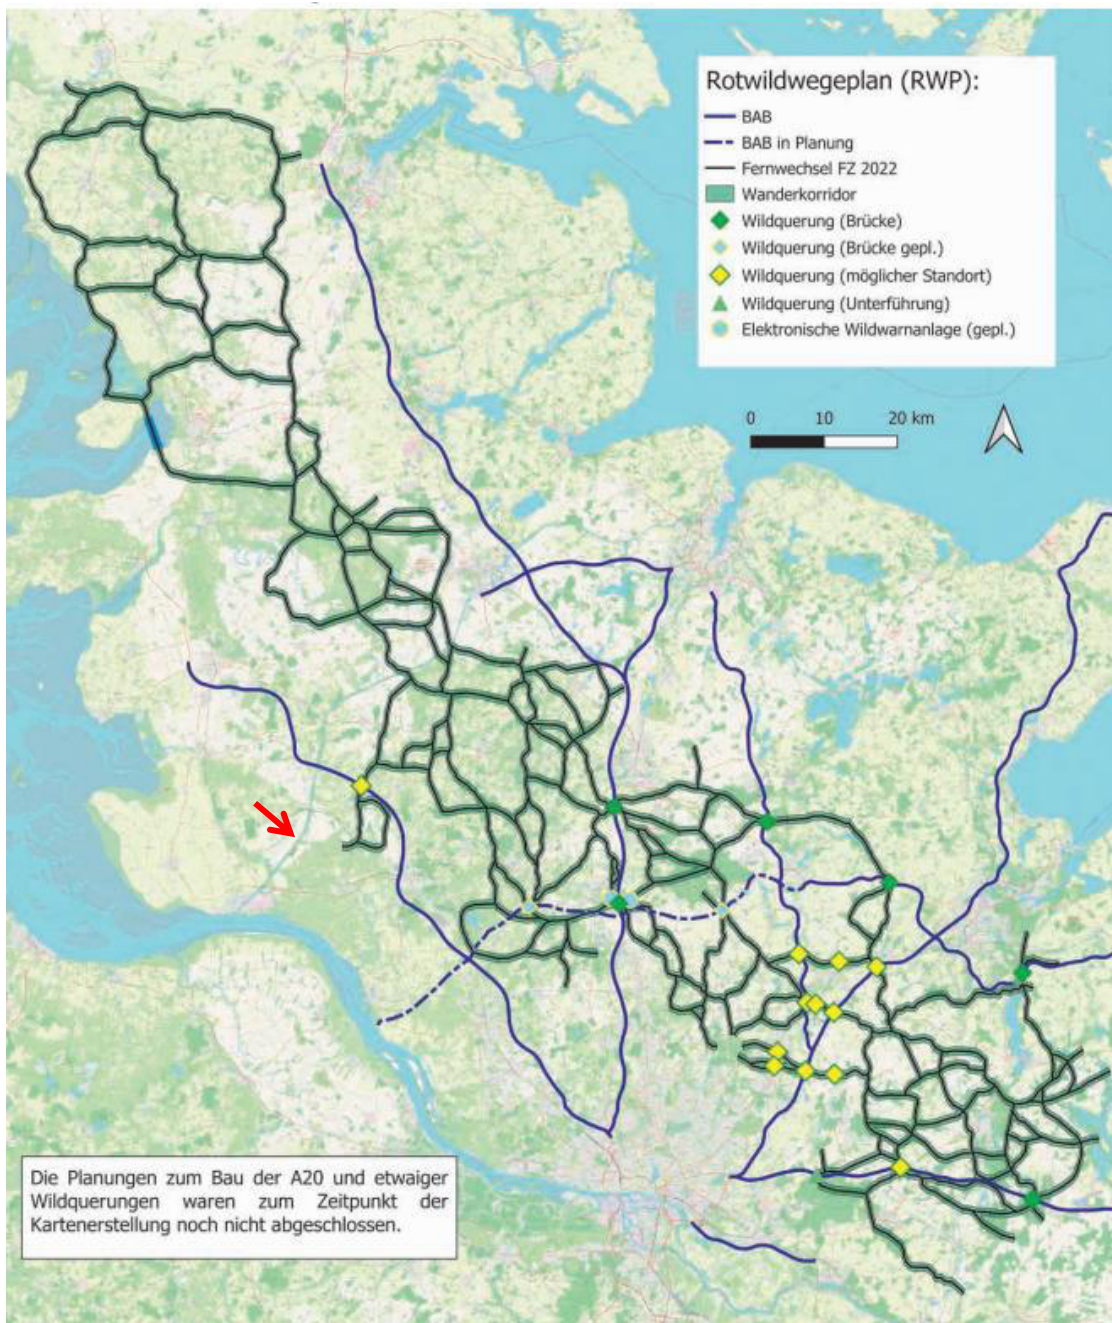 Rotwildwegeplan (RWP):
BAB
BAB in Planung
Fernwechsel FZ 2022
Wanderkorridor
Wildquerung (Brücke)
Wildquerung (Brücke gepl.)
Wildquerung (möglicher Standort)
Wildquerung (Unterführung)
Elektronische Wildwarnanlage (gepl.)
0 10 20 km
Die Planungen zum Bau der A20 und etwaiger
Wildquerungen waren zum Zeitpunkt der
Kartenerstellung noch nicht abgeschlossen.